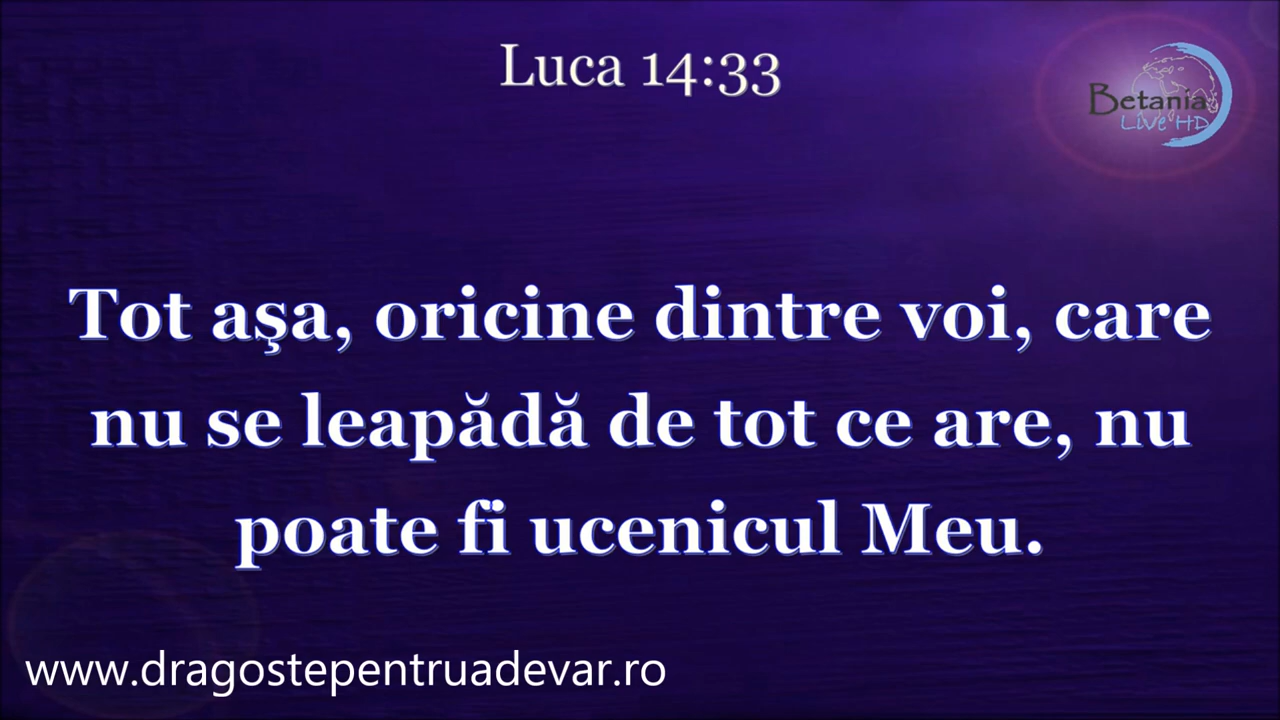 Luca 14:33
Betania
Live HD
Tot aşa, oricine dintre voi, care
nu se leapădă de tot ce are, nu
poate fi ucenicul Meu.
www.dragostepentruadevar.ro